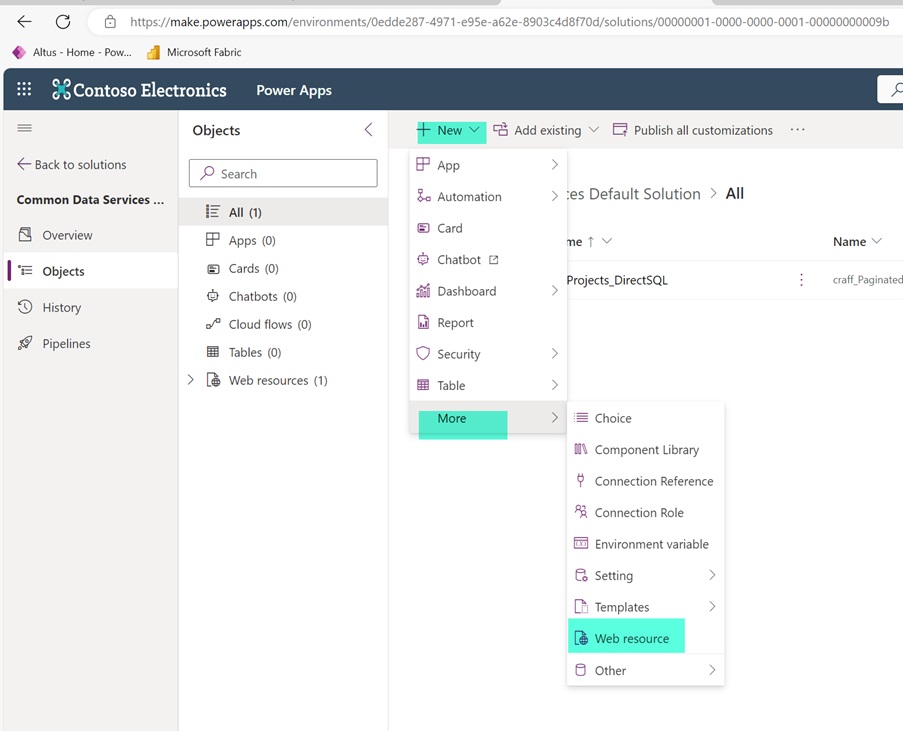 https://make.powerapps.com/environments/0edde287-4971-e95e-a62e-8903c4d8f70d/solutions/00000001-0000-0000-0001-00000000009b
Altus - Home - Pow...
Microsoft Fabric
Contoso Electronics
Power Apps
Back to solutions
Common Data Services ...
Overview
Objects
History
Pipelines
Objects
Search
All (1)
Apps (0)
Cards (0)
Chatbots (0)
Cloud flows (0)
Tables (0)
Web resources (1)
New
Add existing
Publish all customizations
...
ces Default Solution > All
me ↑
Name
Projects_DirectSQL
craff_Paginated
App
Automation
Card
Chatbot
Dashboard
Report
Security
Table
More
Choice
Component Library
Connection Reference
Connection Role
Environment variable
Setting
Templates
Web resource
Other